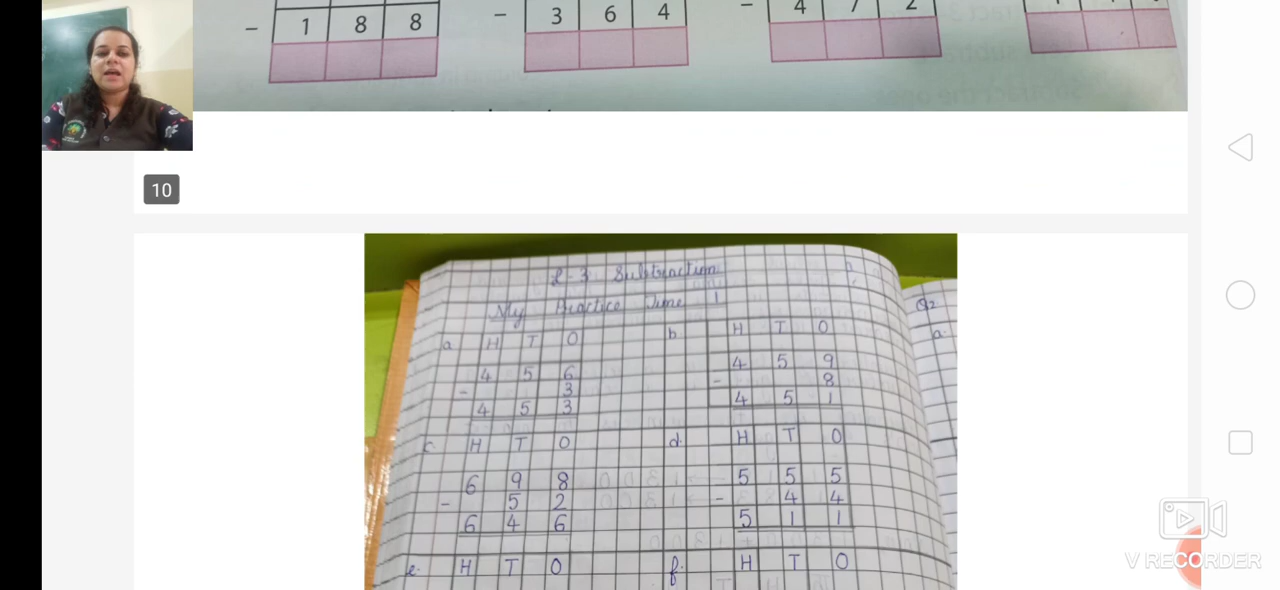 - 1 8 8
- 3 6 4
- 4 7 2
10
L-3 Subtraction
My Practice Time 1
a H T O
4 5 6
- 3
4 5 3
b H T O
4 5 9
- 8
4 5 1
c. H T O
6 9 8
- 5 2
6 4 6
d. H T O
5 5 5
- 4 4
5 1 1
e. H T O
f. H T O
Q2
a.
V RECORDER